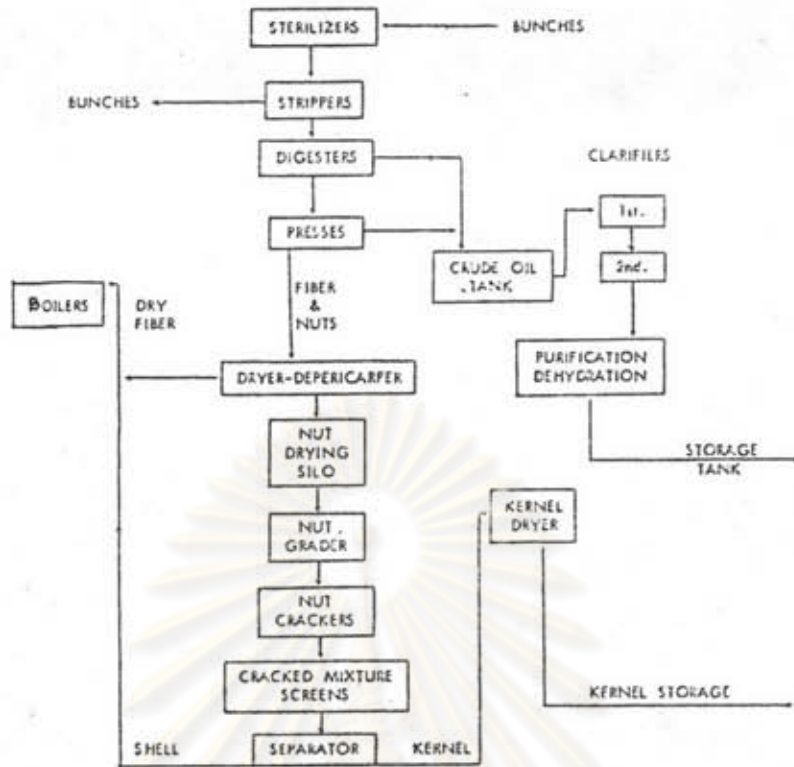 STERILIZERS
BUNCHES
BUNCHES
STRIPPERS
DIGESTERS
CLARIFIERS
PRESSES
1st.
2nd.
CRUDE OIL
TANK
BOILERS
DRY
FIBER
FIBER
&
NUTS
DRYER-DEPERICARPER
PURIFICATION
DEHYDRATION
NUT
DRYING
SILO
STORAGE
TANK
KERNEL
DRYER
NUT
GRADER
NUT
CRACKERS
CRACKED MIXTURE
SCREENS
KERNEL STORAGE
SHELL
SEPARATOR
KERNEL